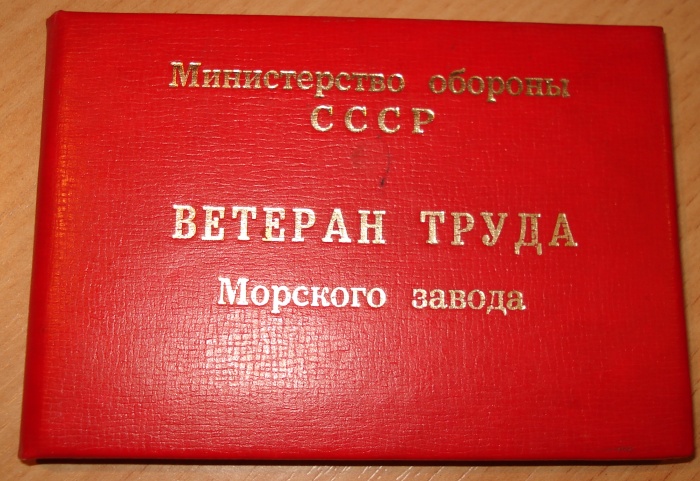 Министерство обороны
СССР
ВЕТЕРАН ТРУДА
Морского завода